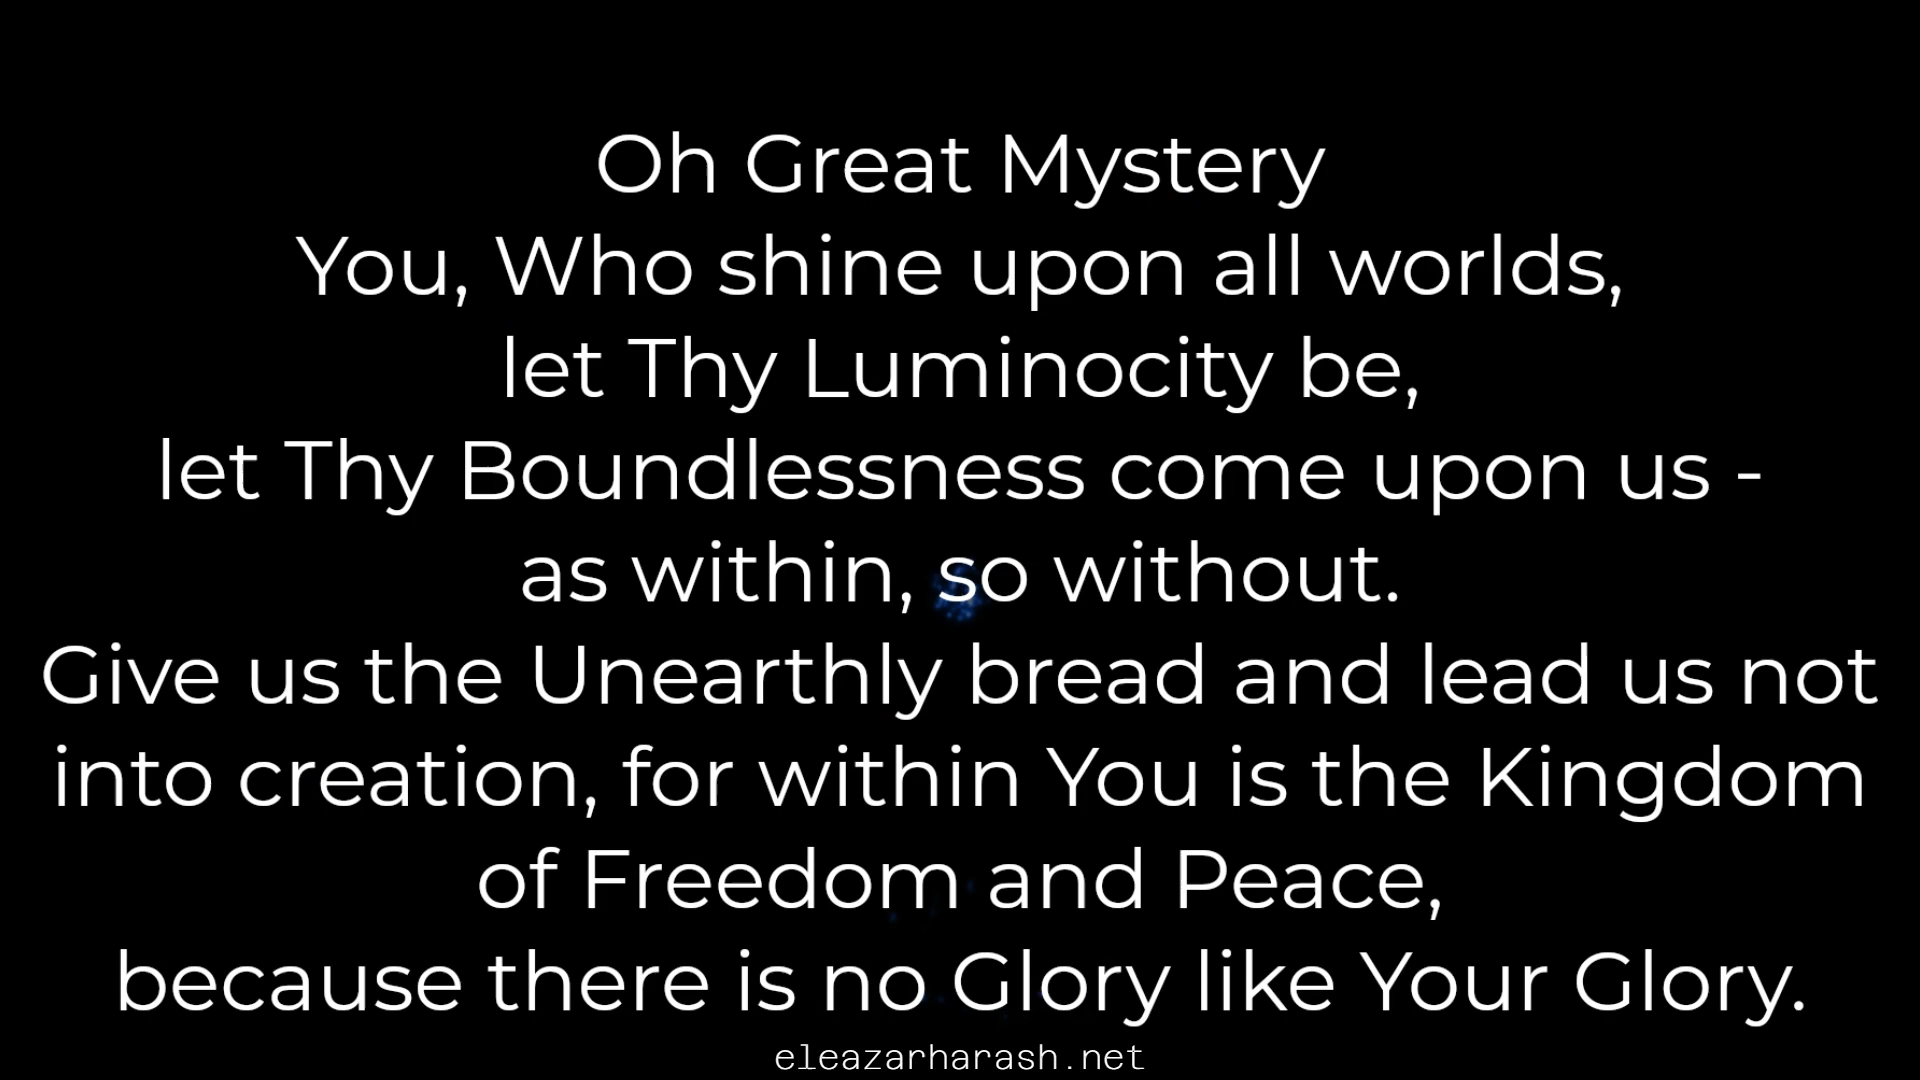 Oh Great Mystery
You, Who shine upon all worlds,
let Thy Luminocity be,
let Thy Boundlessness come upon us -
as within, so without.
Give us the Unearthly bread and lead us not
into creation, for within You is the Kingdom
of Freedom and Peace,
because there is no Glory like Your Glory.
eleazarharash.net